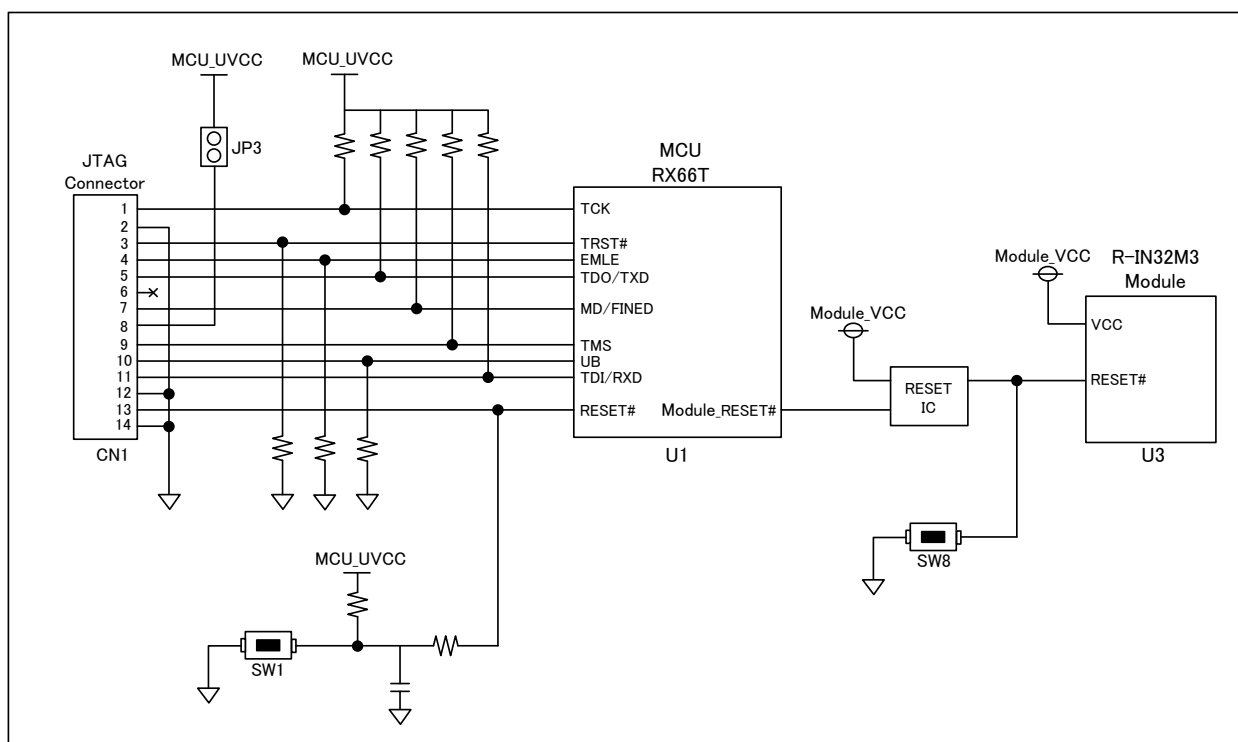 MCU_UVCC
MCU_UVCC
JP3
JTAG
Connector
1
2
3
4
5
6
7
8
9
10
11
12
13
14
CN1
MCU
RX66T
TCK
TRST#
EMLE
TDO/TXD
MD/FINED
TMS
UB
TDI/RXD
RESET#
Module_RESET#
U1
Module_VCC
RESET
IC
Module_VCC
R-IN32M3
Module
VCC
RESET#
U3
SW8
MCU_UVCC
SW1